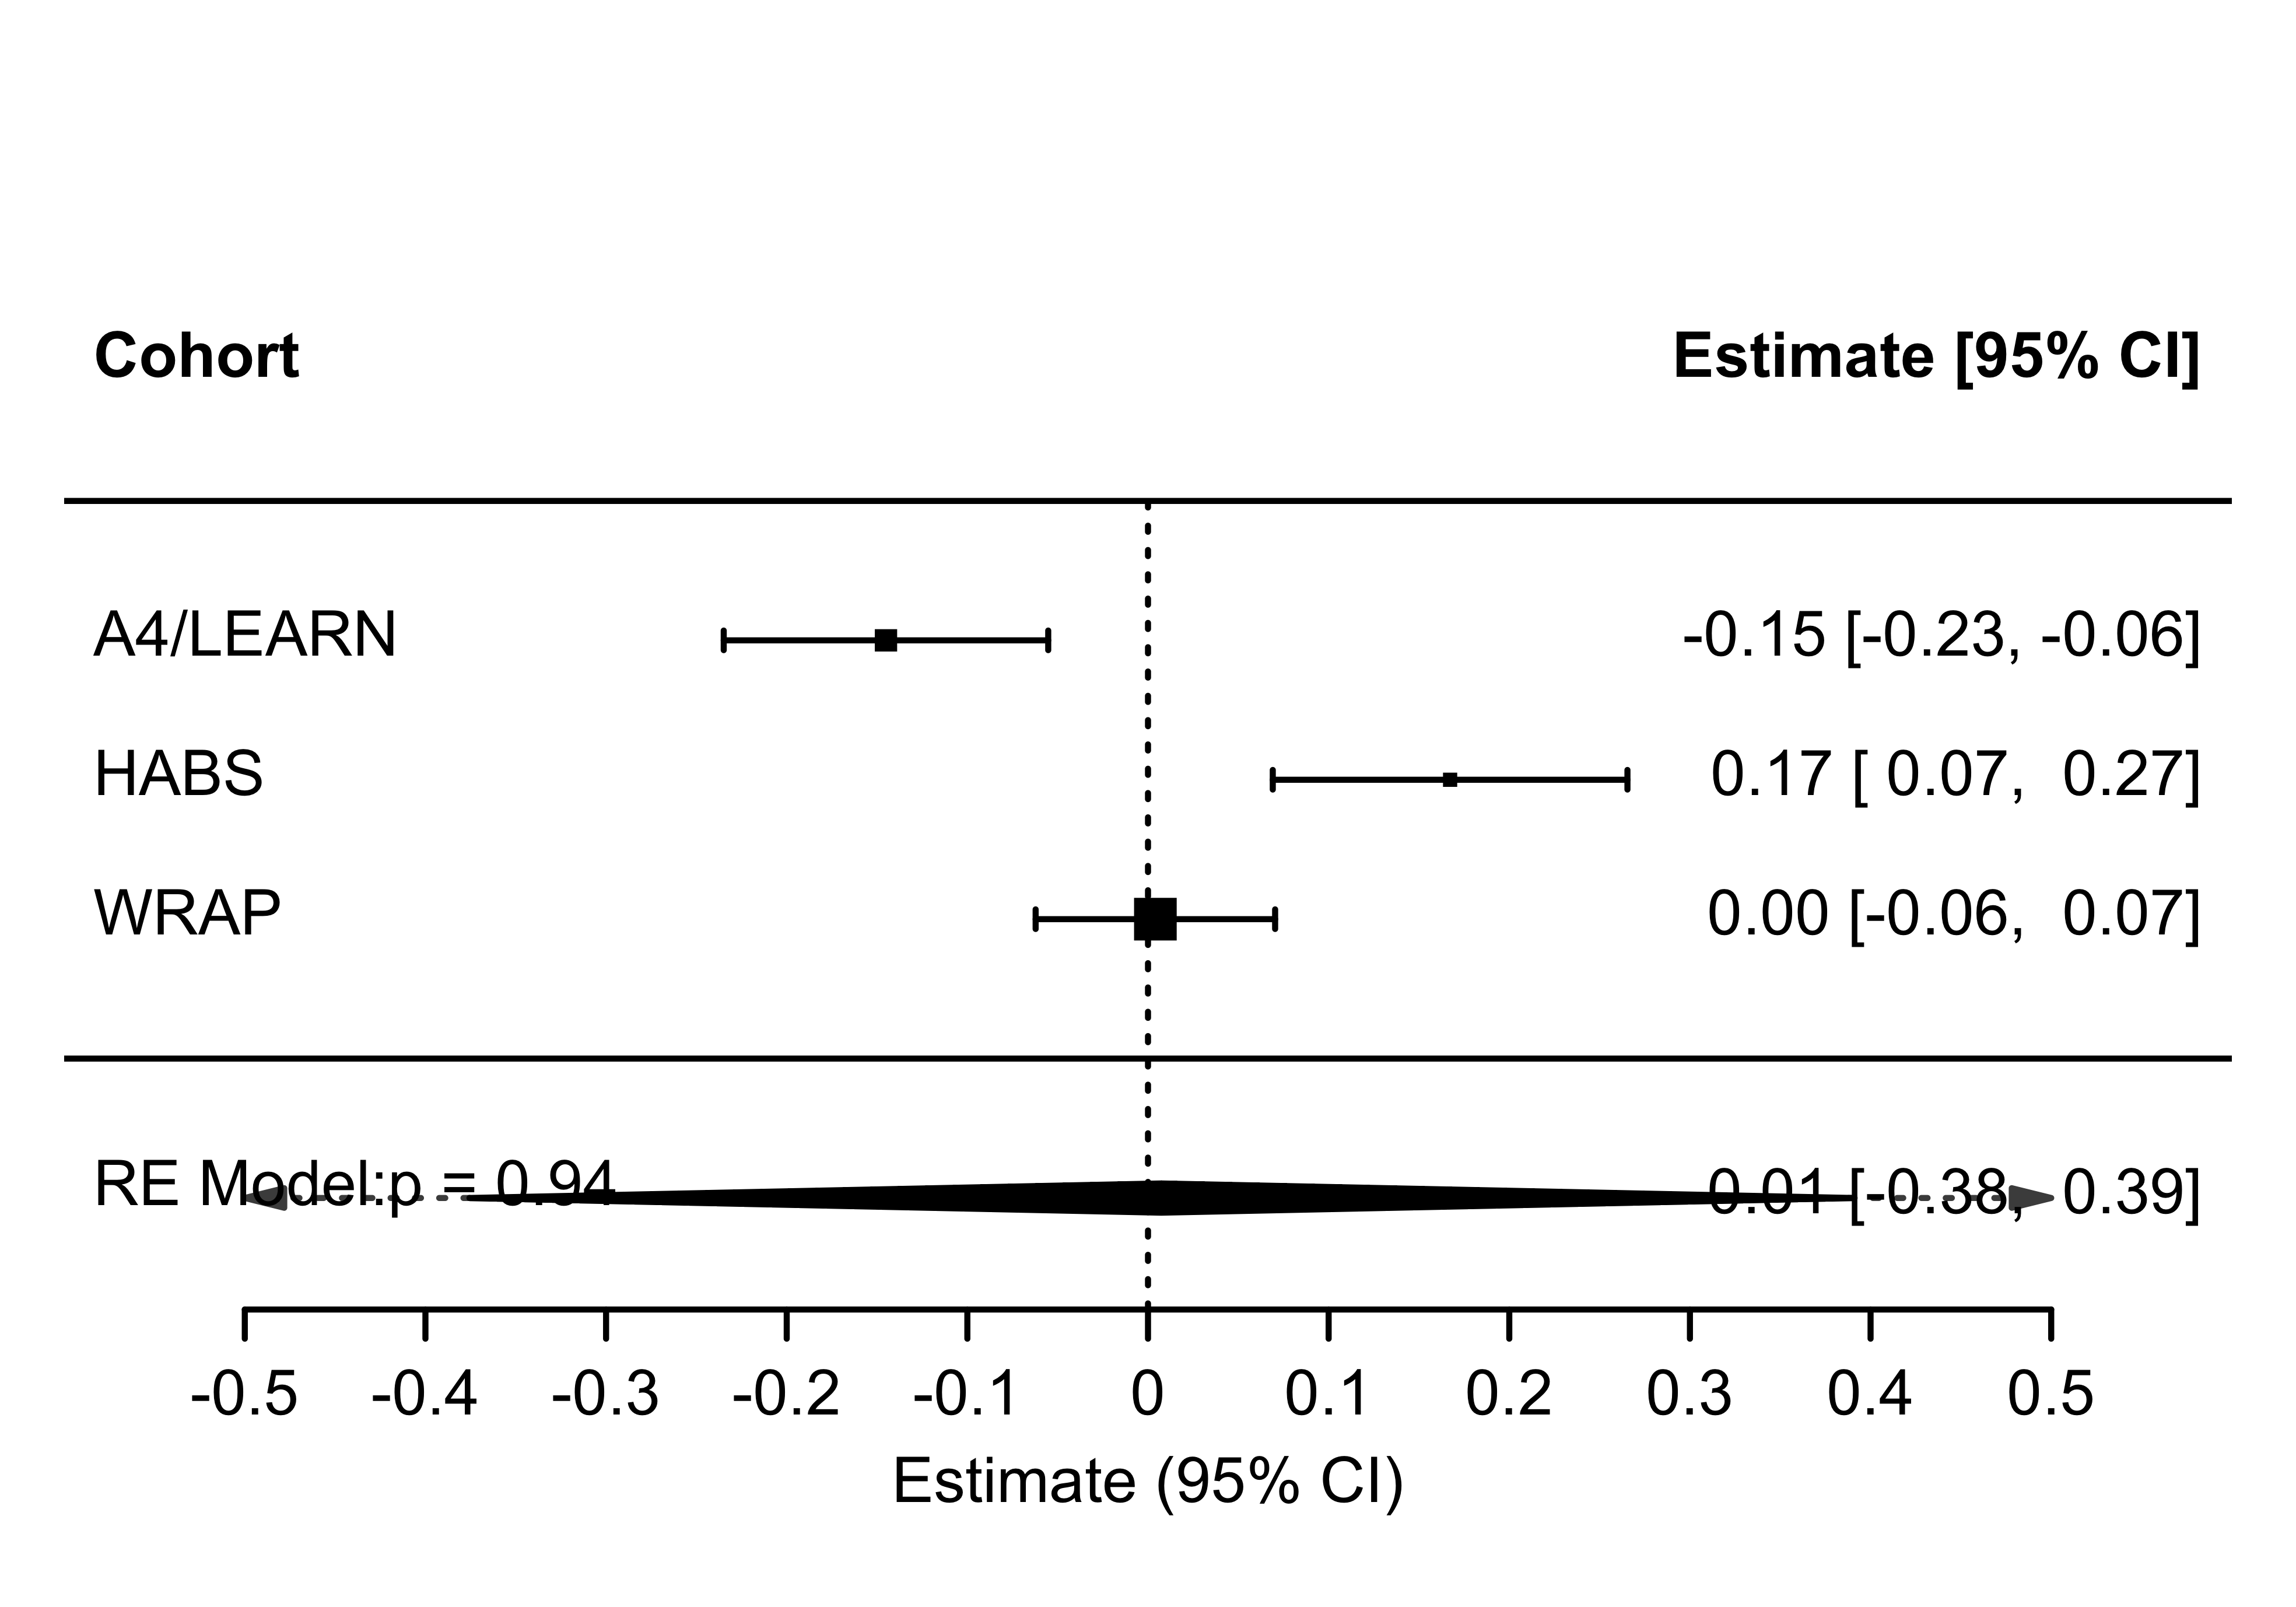 Cohort Estimate [95% CI]
A4/LEARN -0.15 [-0.23, -0.06]
HABS 0.17 [ 0.07, 0.27]
WRAP 0.00 [-0.06, 0.07]
RE Model:p = 0.94 0.01 [-0.38, 0.39]
-0.5 -0.4 -0.3 -0.2 -0.1 0 0.1 0.2 0.3 0.4 0.5
Estimate (95% CI)